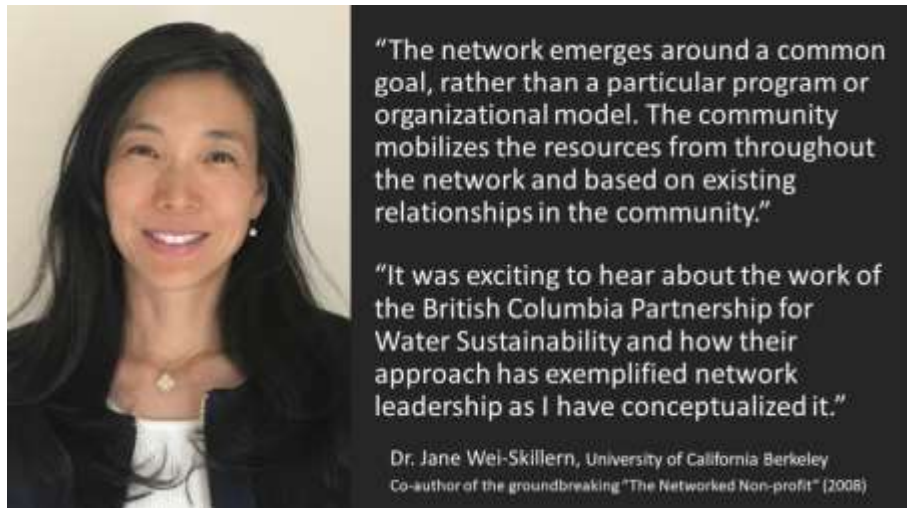 “The network emerges around a common
goal, rather than a particular program or
organizational model. The community
mobilizes the resources from throughout
the network and based on existing
relationships in the community.”
“It was exciting to hear about the work of
the British Columbia Partnership for
Water Sustainability and how their
approach has exemplified network
leadership as I have conceptualized it.”
Dr. Jane Wei-Skillern, University of California Berkeley
Co-author of the groundbreaking “The Networked Non-profit” (2008)